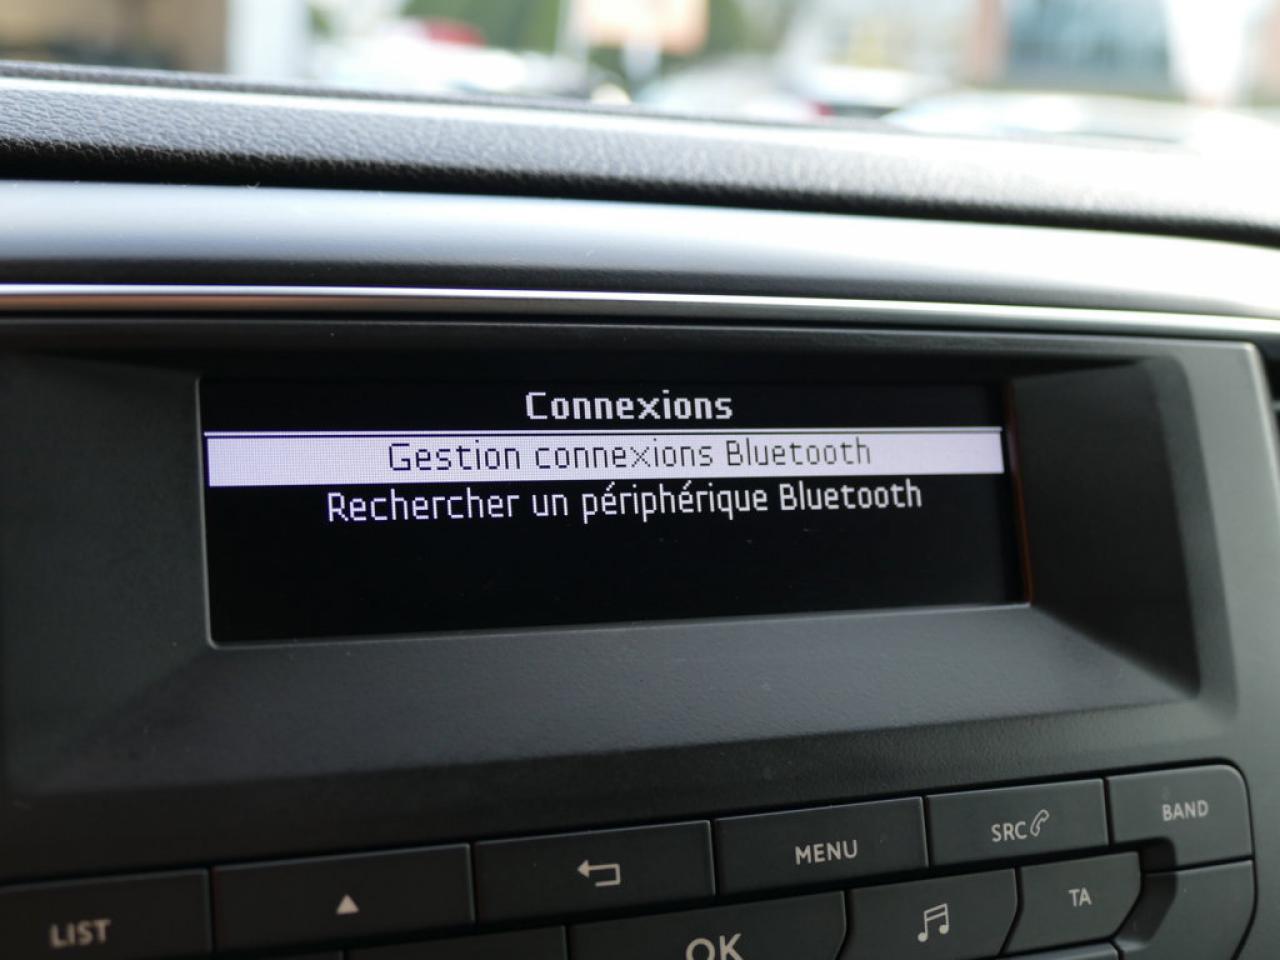 Connexions
Gestion connexions Bluetooth
Rechercher un périphérique Bluetooth
LIST
MENU
SRC
BAND
OK
TA